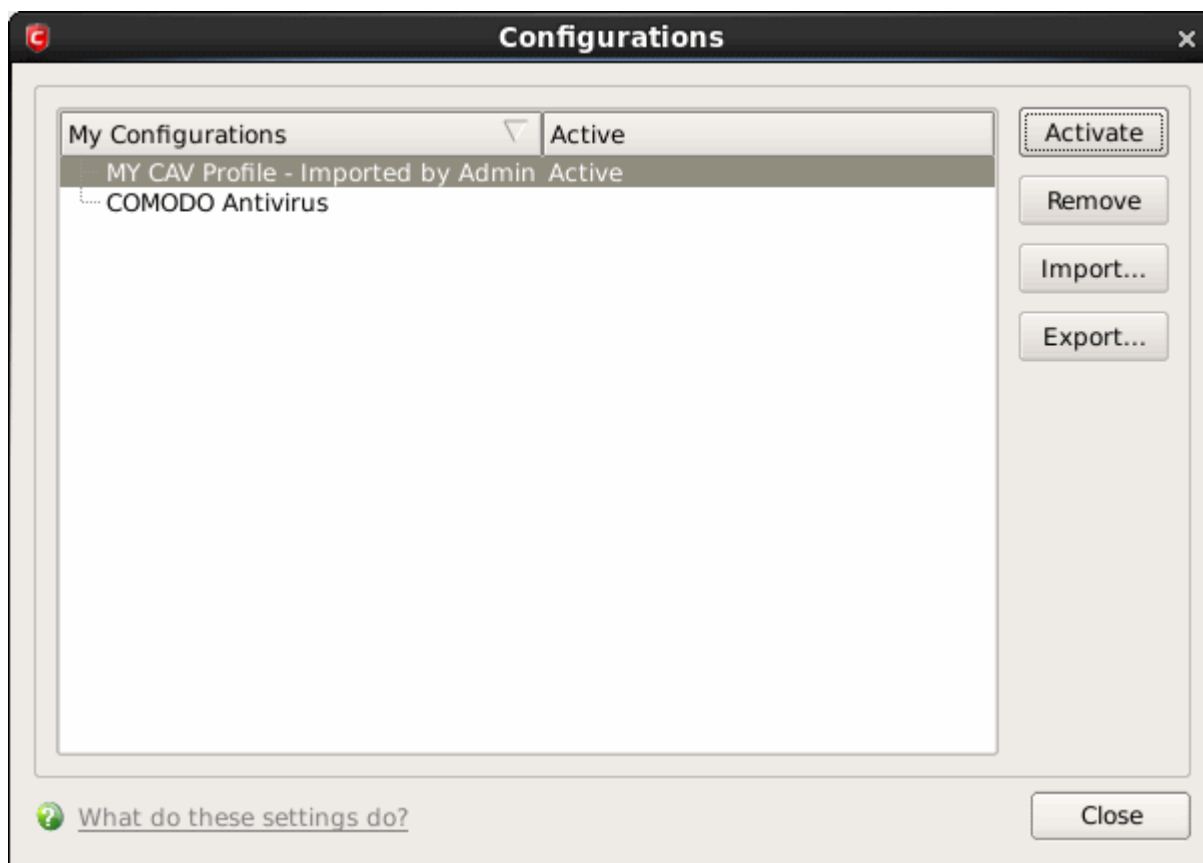 Configurations
My Configurations Active
MY CAV Profile - Imported by Admin Active
COMODO Antivirus
Activate
Remove
Import...
Export...
What do these settings do?
Close